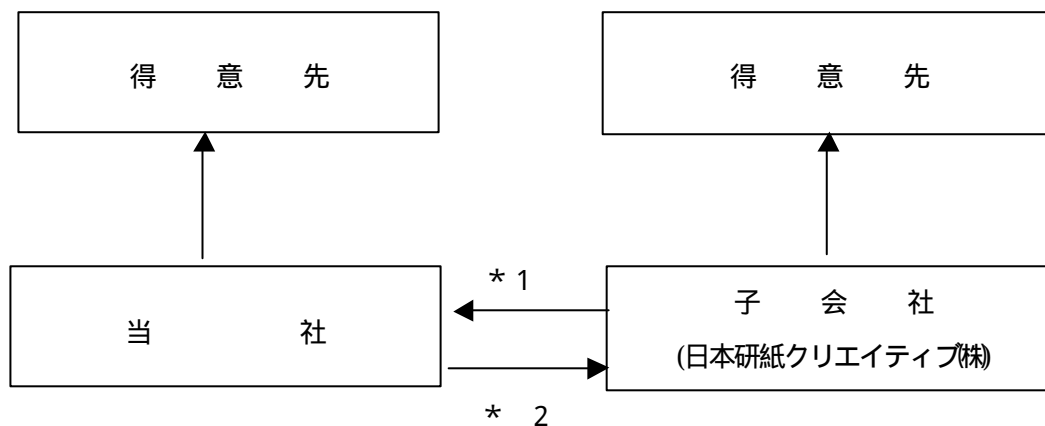 得 意 先
得 意 先
* 1
当 社
子 会 社
(日本研紙クリエイティブ㈱)
* 2